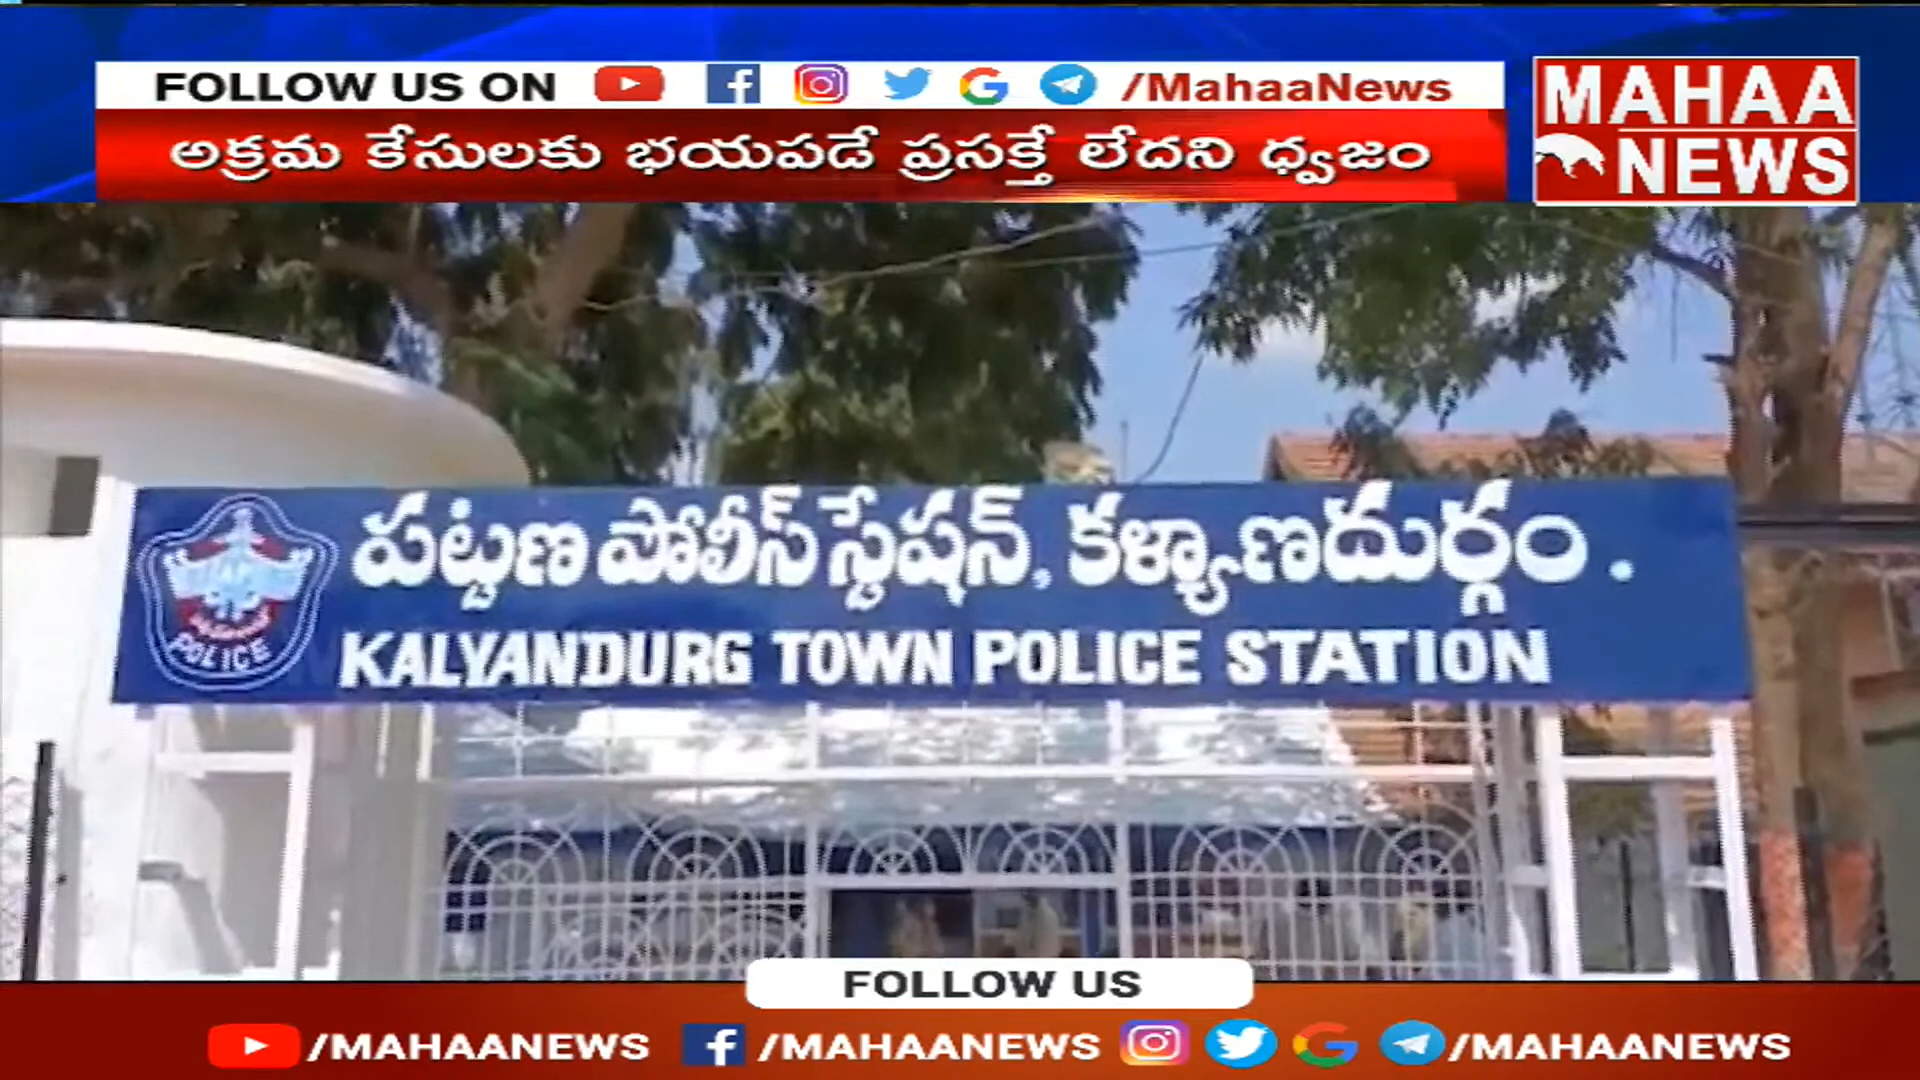 FOLLOW US ON /MahaaNews
MAHAA
NEWS
అక్రమ కేసులకు భయపడే ప్రసక్తే లేదని ధ్వజం
పట్టణ పోలీస్ స్టేషన్, కళ్యాణదుర్గం.
POLICE
KALYANDURG TOWN POLICE STATION
FOLLOW US
/MAHAANEWS /MAHAANEWS /MAHAANEWS